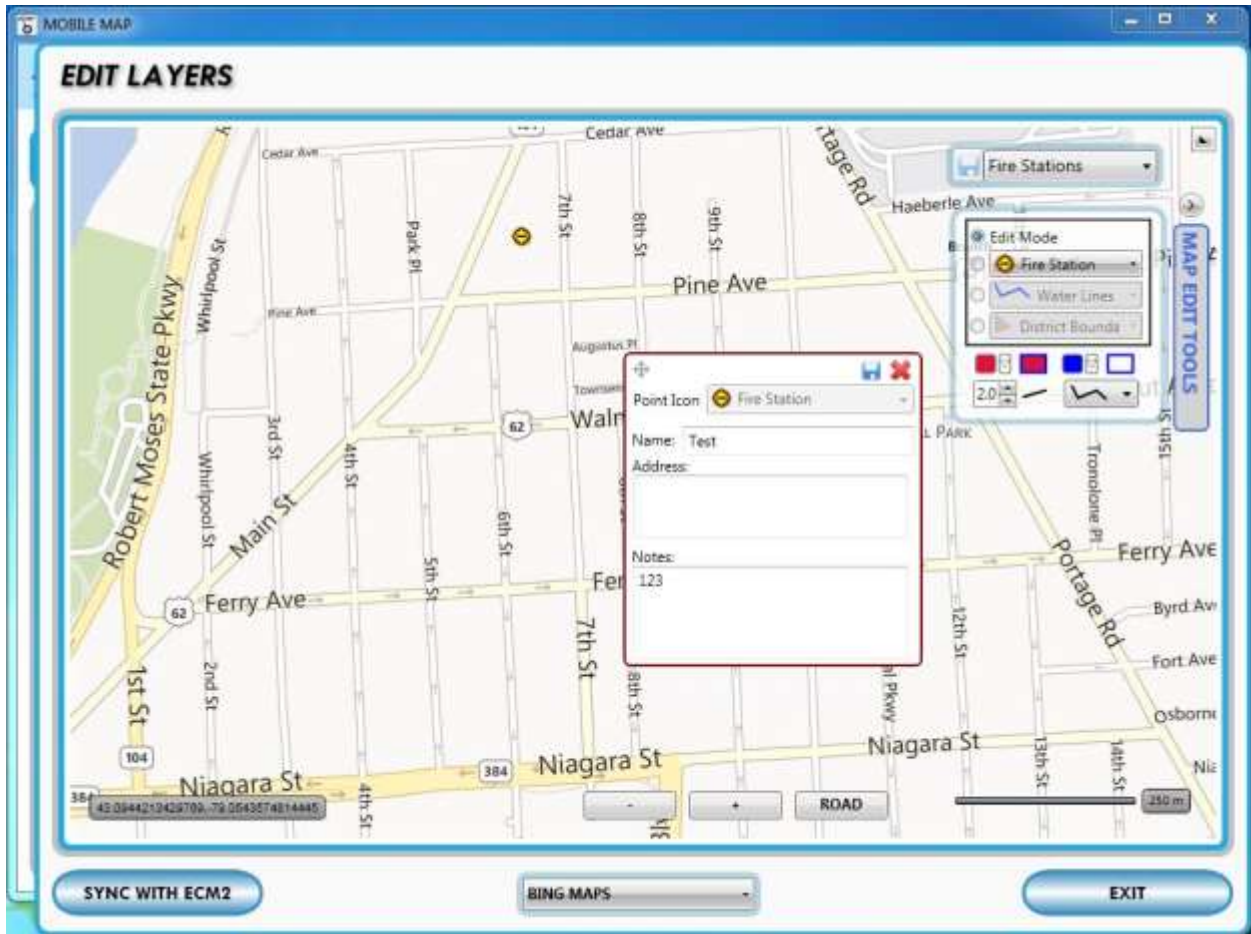 MOBILE MAP
EDIT LAYERS
Cedar Ave
Cedar Ave
Portage Rd
Fire Stations
Haeberle Ave
Edit Mode
Fire Station
Water Lines
District Bounda
MAP EDIT TOOLS
2.0
7th St
8th St
9th St
Park Pl
Whirlpool St
Pine Ave
Pine Ave
Robert Moses State Pkwy
Augustus Pl
Point Icon
Fire Station
Name: Test
Address:
Notes:
123
Waln
62
3rd St
4th St
PARK
15th St
Tronolone Pl
Whirlpool St
Main St
6th St
5th St
Ferry Ave
Fer
Ferry Ave
62
Portage Rd
Byrd Av
12th St
7th St
Fort Ave
1st St
2nd St
8th St
al Pkwy
Osborne
104
Niagara St
384
Niagara St
Niagara St
13th St
14th St
Nia
384
4th St
-
+
ROAD
250 m
SYNC WITH ECM2
BING MAPS
EXIT